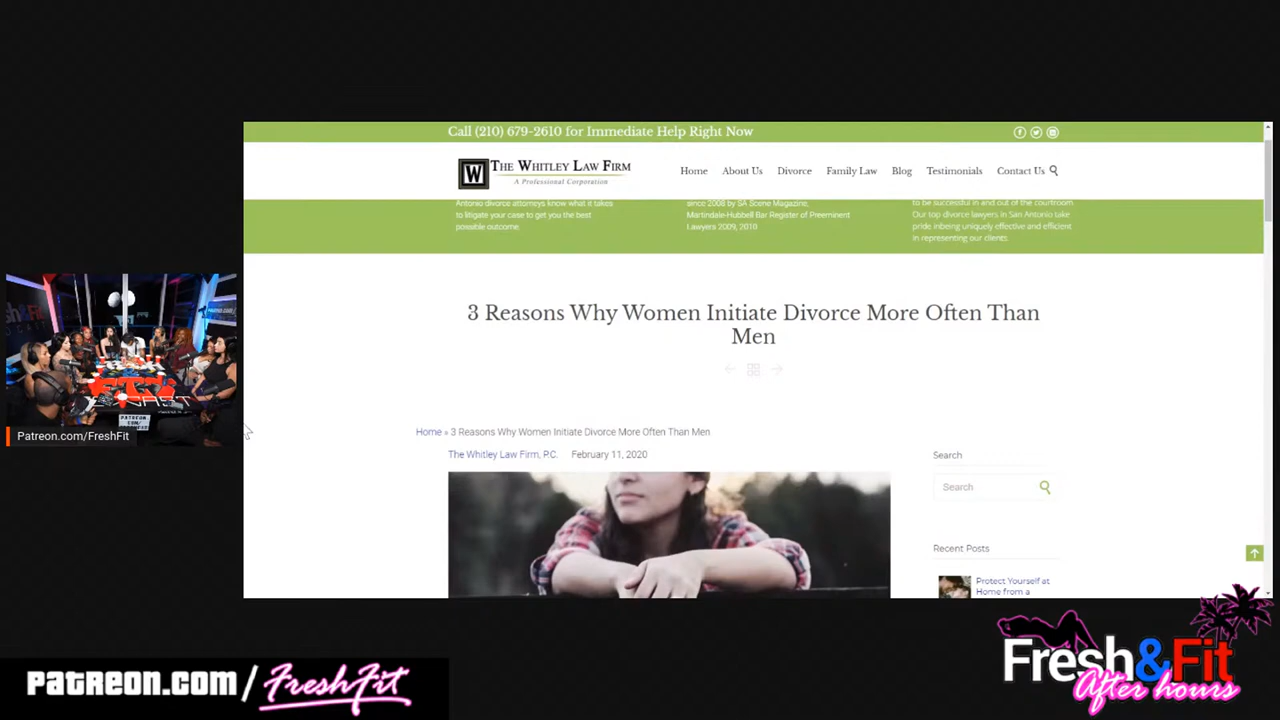 Call (210) 679-2610 for Immediate Help Right Now
W
THE WHITLEY LAW FIRM
A Professional Corporation
Home
About Us
Divorce
Family Law
Blog
Testimonials
Contact Us
Antonio divorce attorneys know what it takes
to litigate your case to get you the best
possible outcome.
since 2008 by SA Scene Magazine,
Martindale-Hubbell Bar Register of Preeminent
Lawyers 2009, 2010
to be successful in and out of the courtroom.
Our top divorce lawyers in San Antonio take
pride inbeing uniquely effective and efficient
in representing our clients.
3 Reasons Why Women Initiate Divorce More Often Than
Men
Home » 3 Reasons Why Women Initiate Divorce More Often Than Men
The Whitley Law Firm, P.C.
February 11, 2020
Search
Search
Recent Posts
Protect Yourself at
Home from a
Patreon.com/FreshFit
Patreon.com/FreshFit
Fresh&Fit
After hours